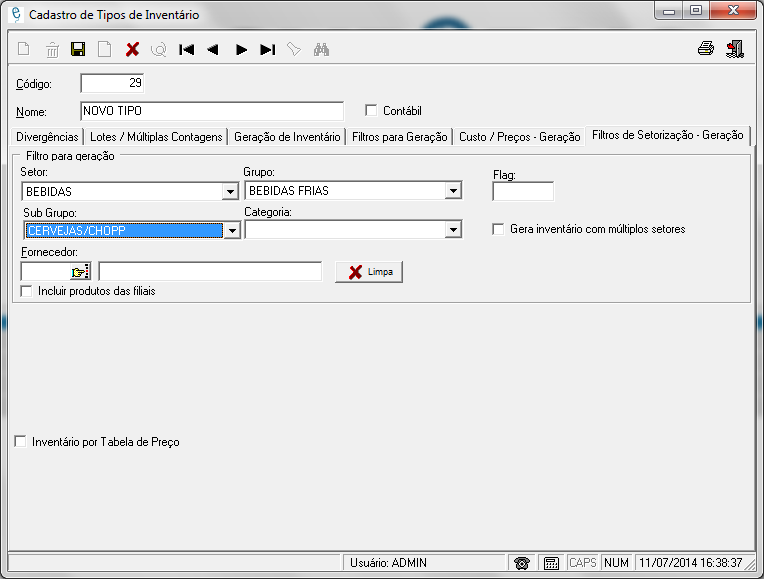 Cadastro de Tipos de Inventário
Código: 29
Nome: NOVO TIPO Contábil
Divergências Lotes / Múltiplas Contagens Geração de Inventário Filtros para Geração Custo / Preços - Geração Filtros de Setorização - Geração
Filtro para geração
Setor: Grupo: Flag:
BEBIDAS BEBIDAS FRIAS
Sub Grupo: Categoria:
CERVEJAS/CHOPP Gera inventário com múltiplos setores
Fornecedor:
Limpa
Incluir produtos das filiais
Inventário por Tabela de Preço
Usuário: ADMIN CAPS NUM 11/07/2014 16:38:37